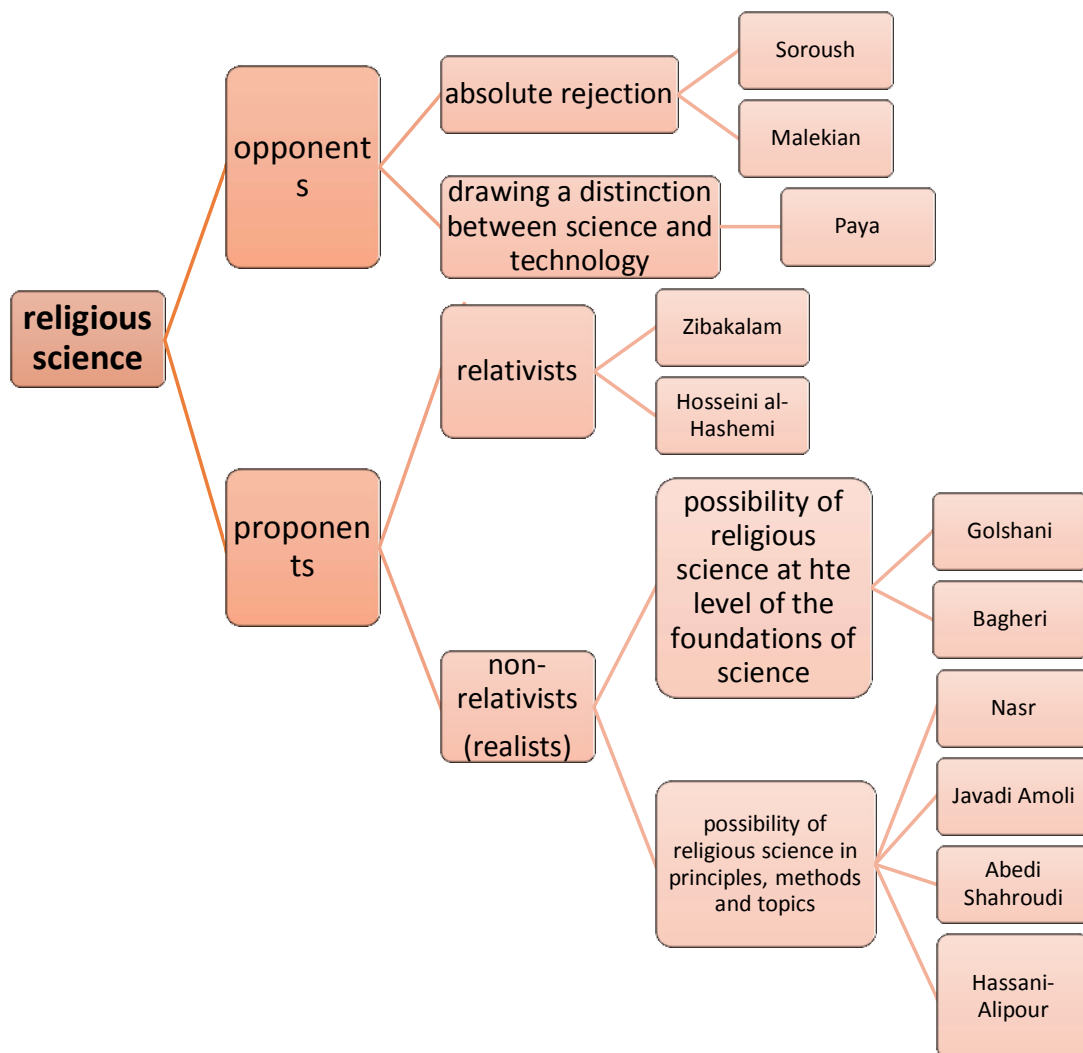 religious
science
opponent
s
absolute rejection
Soroush
Malekian
drawing a distinction
between science and
technology
Paya
proponen
ts
relativists
Zibakalam
Hosseini al-
Hashemi
non-
relativists
(realists)
possibility of
religious
science at hte
level of the
foundations of
science
Golshani
Bagheri
possibility of
religious science in
principles, methods
and topics
Nasr
Javadi Amoli
Abedi
Shahroudi
Hassani-
Alipour